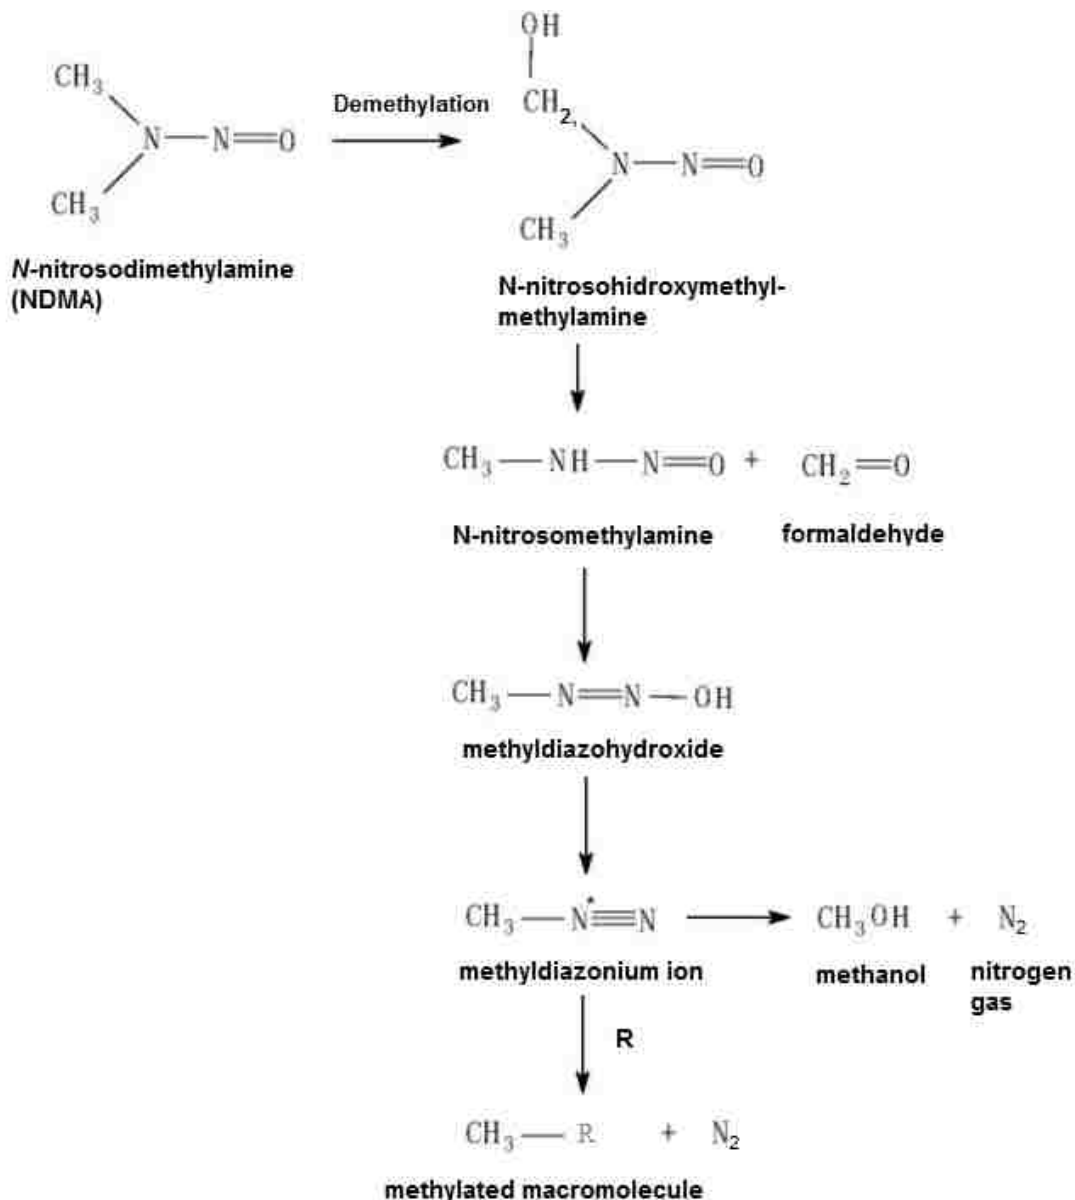 OH
CH3
Demethylation
CH2,
N—N=O
N—N=O
CH3
CH3
N-nitrosodimethylamine
(NDMA)
N-nitrosohidroxymethyl-
methylamine
CH3—NH—N=O + CH2=O
N-nitrosomethylamine formaldehyde
CH3—N=N—OH
methyldiazohydroxide
CH3—N≡N CH3OH + N2
methyldiazonium ion methanol nitrogen
gas
R
CH3—R + N2
methylated macromolecule